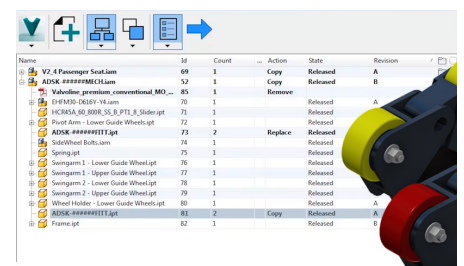 Name Id Count ... Action State Revision /
V2_4 Passenger Seat.iam 69 1 Copy Released A
ADSK-######MECH.iam 52 1 Copy Released B
Valvoline_premium_conventional_MO_... 85 1 Remove
EHFM30-D616Y-Y4.iam 70 1 Released A
HCR45A_60_800R_SS_B_PT1_8_Slider.ipt 71 1 Released
Pivot Arm - Lower Guide Wheel.ipt 72 1 Released
ADSK-######FITT.ipt 73 2 Replace Released A
SideWheel Bolts.iam 74 1 Released A
Spring.ipt 75 1 Released A
Swingarm 1 - Lower Guide Wheel.ipt 76 1 Released A
Swingarm 1 - Upper Guide Wheel.ipt 77 1 Released A
Swingarm 2 - Lower Guide Wheel.ipt 78 1 Released A
Swingarm 2 - Upper Guide Wheel.ipt 79 1 Released A
Wheel Holder - Lower Guide Wheels.ipt 80 1 Released A
ADSK-######FITT.ipt 81 2 Copy Released A
Frame.ipt 82 1 Released B